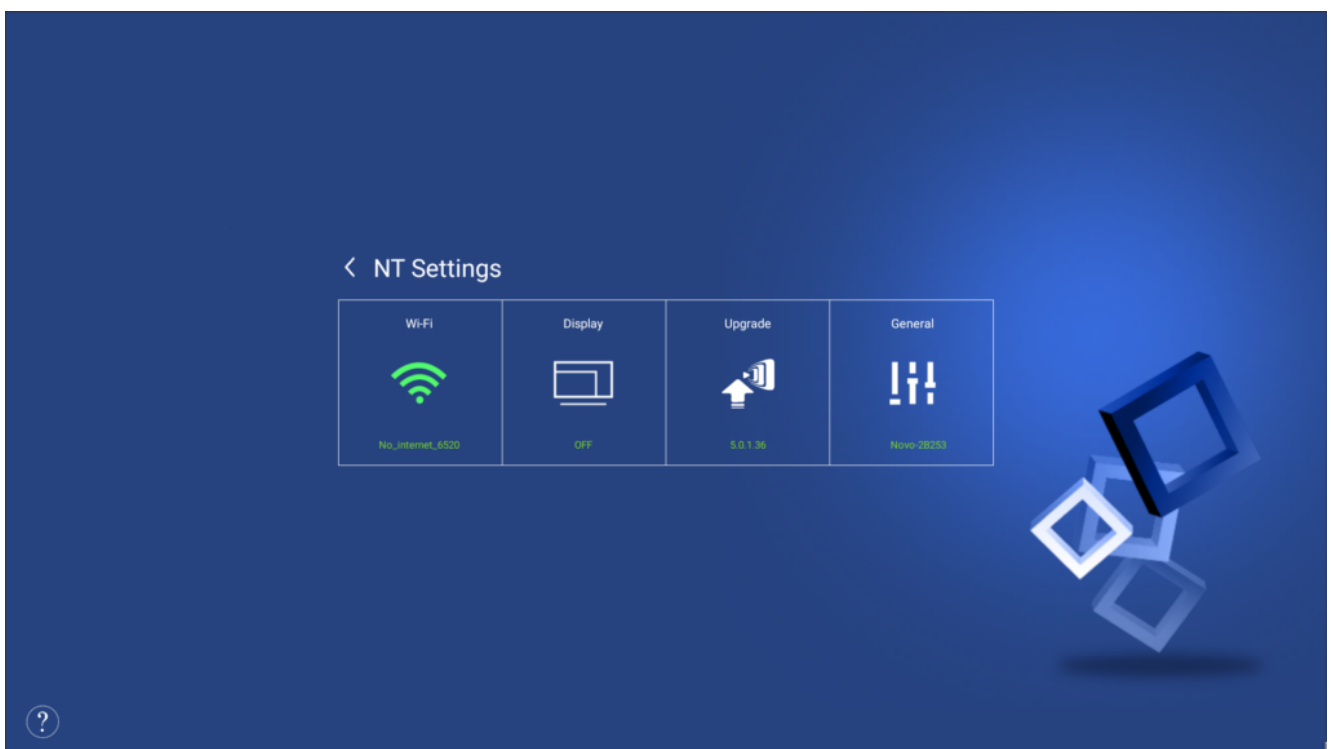 NT Settings
Wi-Fi
Display
Upgrade
General
No_internet_6520
OFF
5.0.1.36
Novo-2B253
?